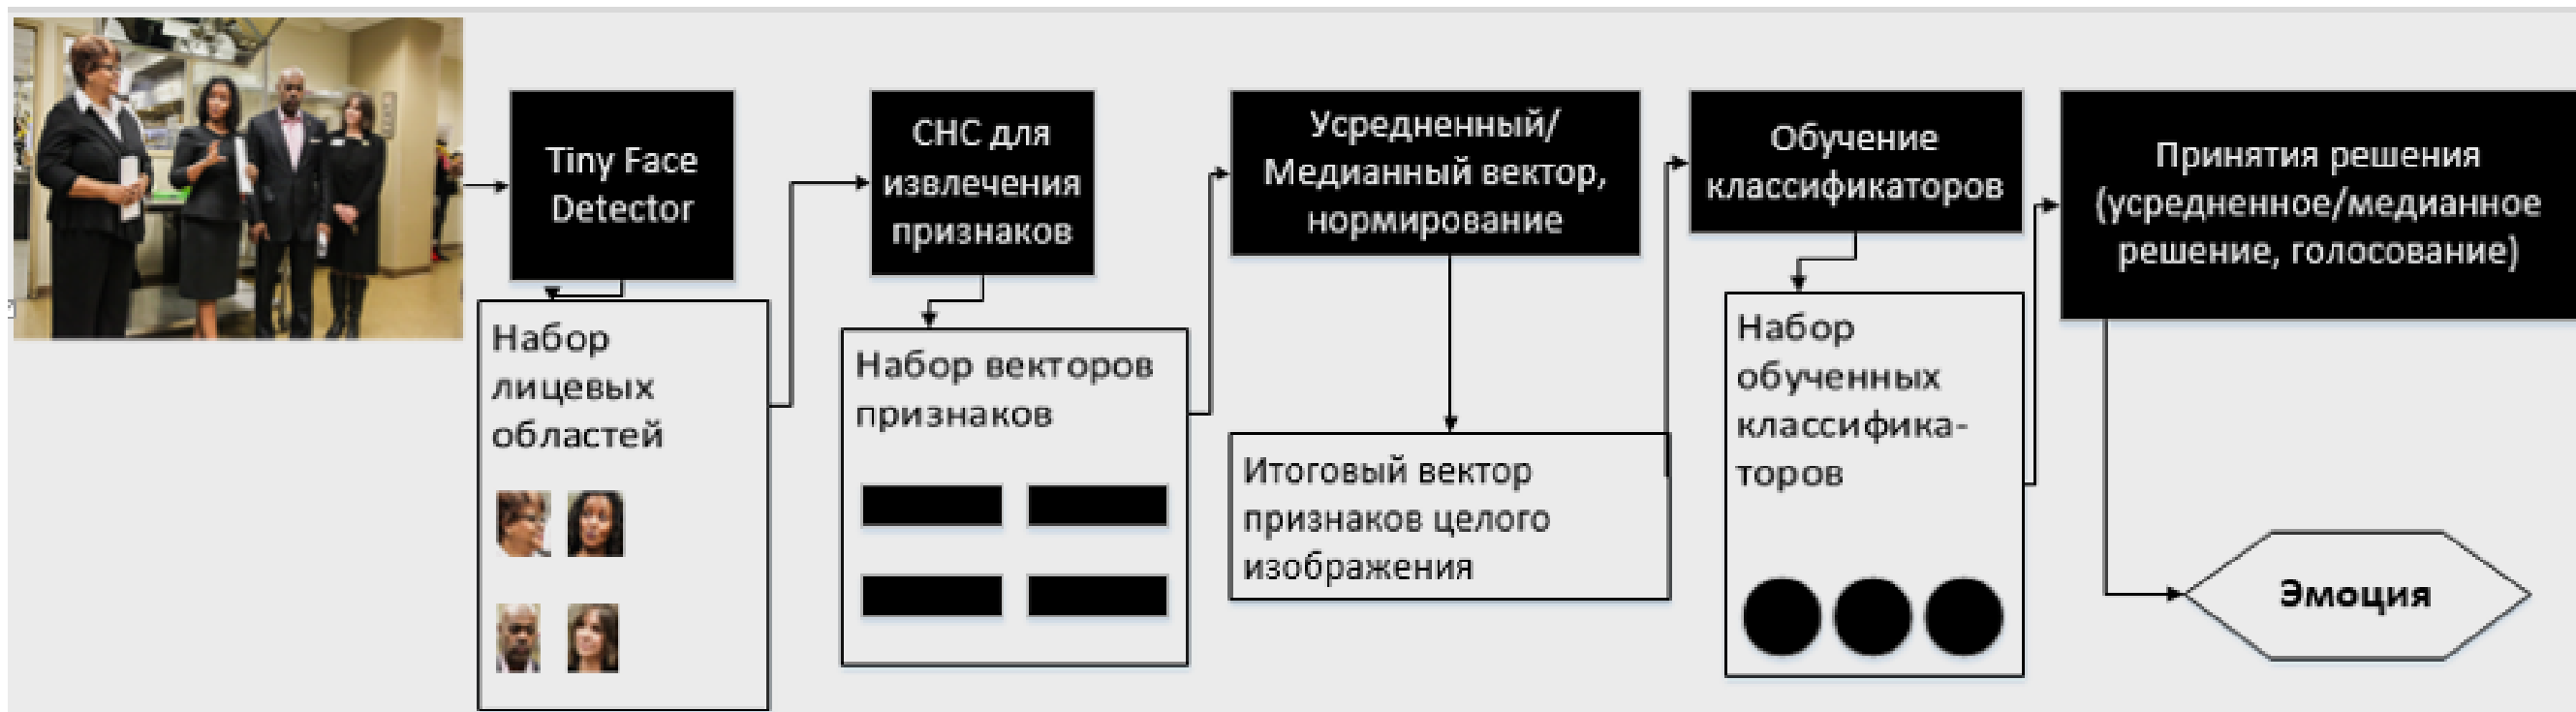 Tiny Face
Detector
Набор
лицевых
областей
СНС для
извлечения
признаков
Набор векторов
признаков
Усредненный/
Медианный вектор,
нормирование
Итоговый вектор
признаков целого
изображения
Обучение
классификаторов
Набор
обученных
классифика-
торов
Принятия решения
(усредненное/медианное
решение, голосование)
Эмоция